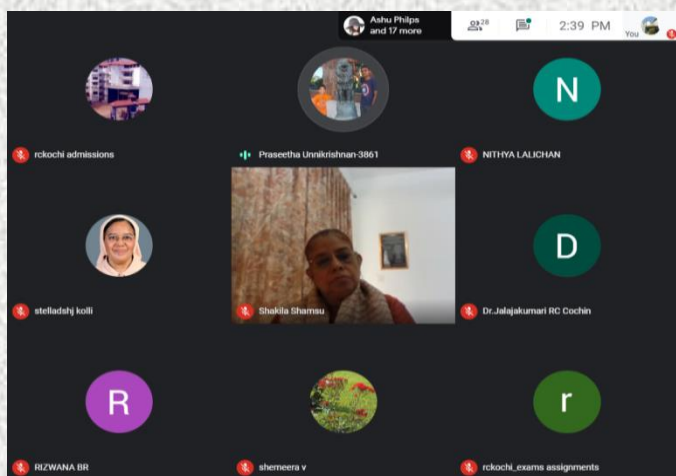 Ashu Philps
and 17 more
28
2:39 PM
You
rckochi admissions
Praseetha Unnikrishnan-3861
N
NITHYA LALICHAN
stelladshj kolli
Shakila Shamsu
D
Dr.Jalajakumari RC Cochin
R
RIZWANA BR
shemeera v
r
rckochi_exams assignments